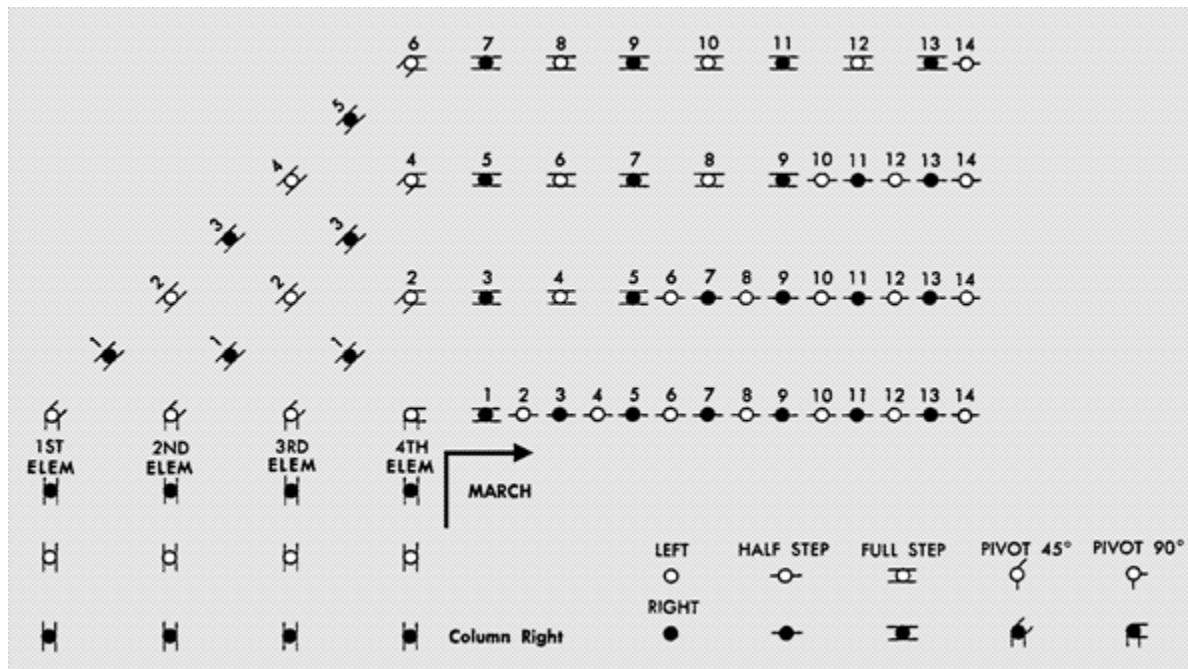 6 7 8 9 10 11 12 13 14
5
4 4 5 6 7 8 9 10 11 12 13 14
3 3
2 2 2 3 4 5 6 7 8 9 10 11 12 13 14
1 1 1
1 2 3 4 5 6 7 8 9 10 11 12 13 14
1ST 2ND 3RD 4TH
ELEM ELEM ELEM ELEM
MARCH
LEFT HALF STEP FULL STEP PIVOT 45° PIVOT 90°
RIGHT
Column Right